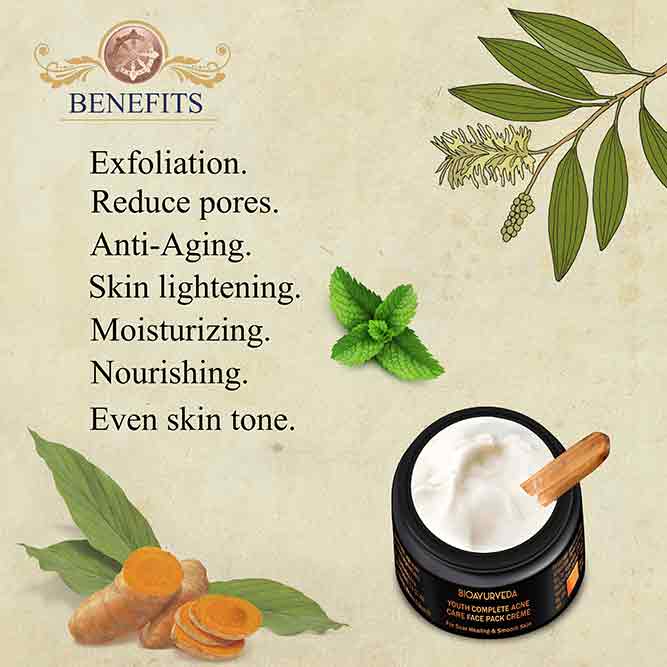 BENEFITS
Exfoliation.
Reduce pores.
Anti-Aging.
Skin lightening.
Moisturizing.
Nourishing.
Even skin tone.
BIOAYURVEDA
YOUTH COMPLETE ACNE
CARE FACE PACK CRÈME
For Scar Healing & Smooth Skin